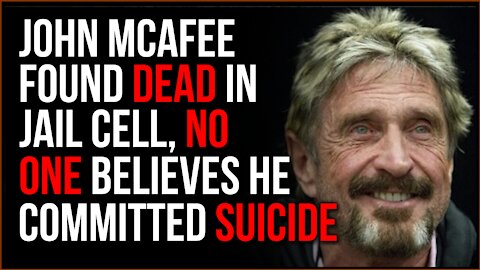 JOHN MCAFEE
FOUND DEAD IN
JAIL CELL, NO
ONE BELIEVES HE
COMMITTED SUICIDE